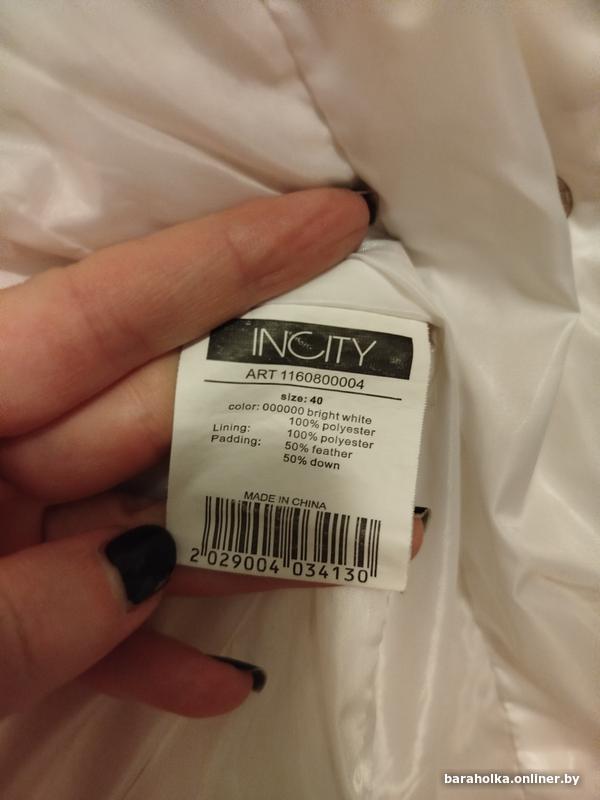 INCITY
ART 1160800004
size: 40
color: 000000 bright white
100% polyester
Lining: 100% polyester
Padding: 50% feather
50% down
MADE IN CHINA
2 029004 034130
baraholka.onliner.by